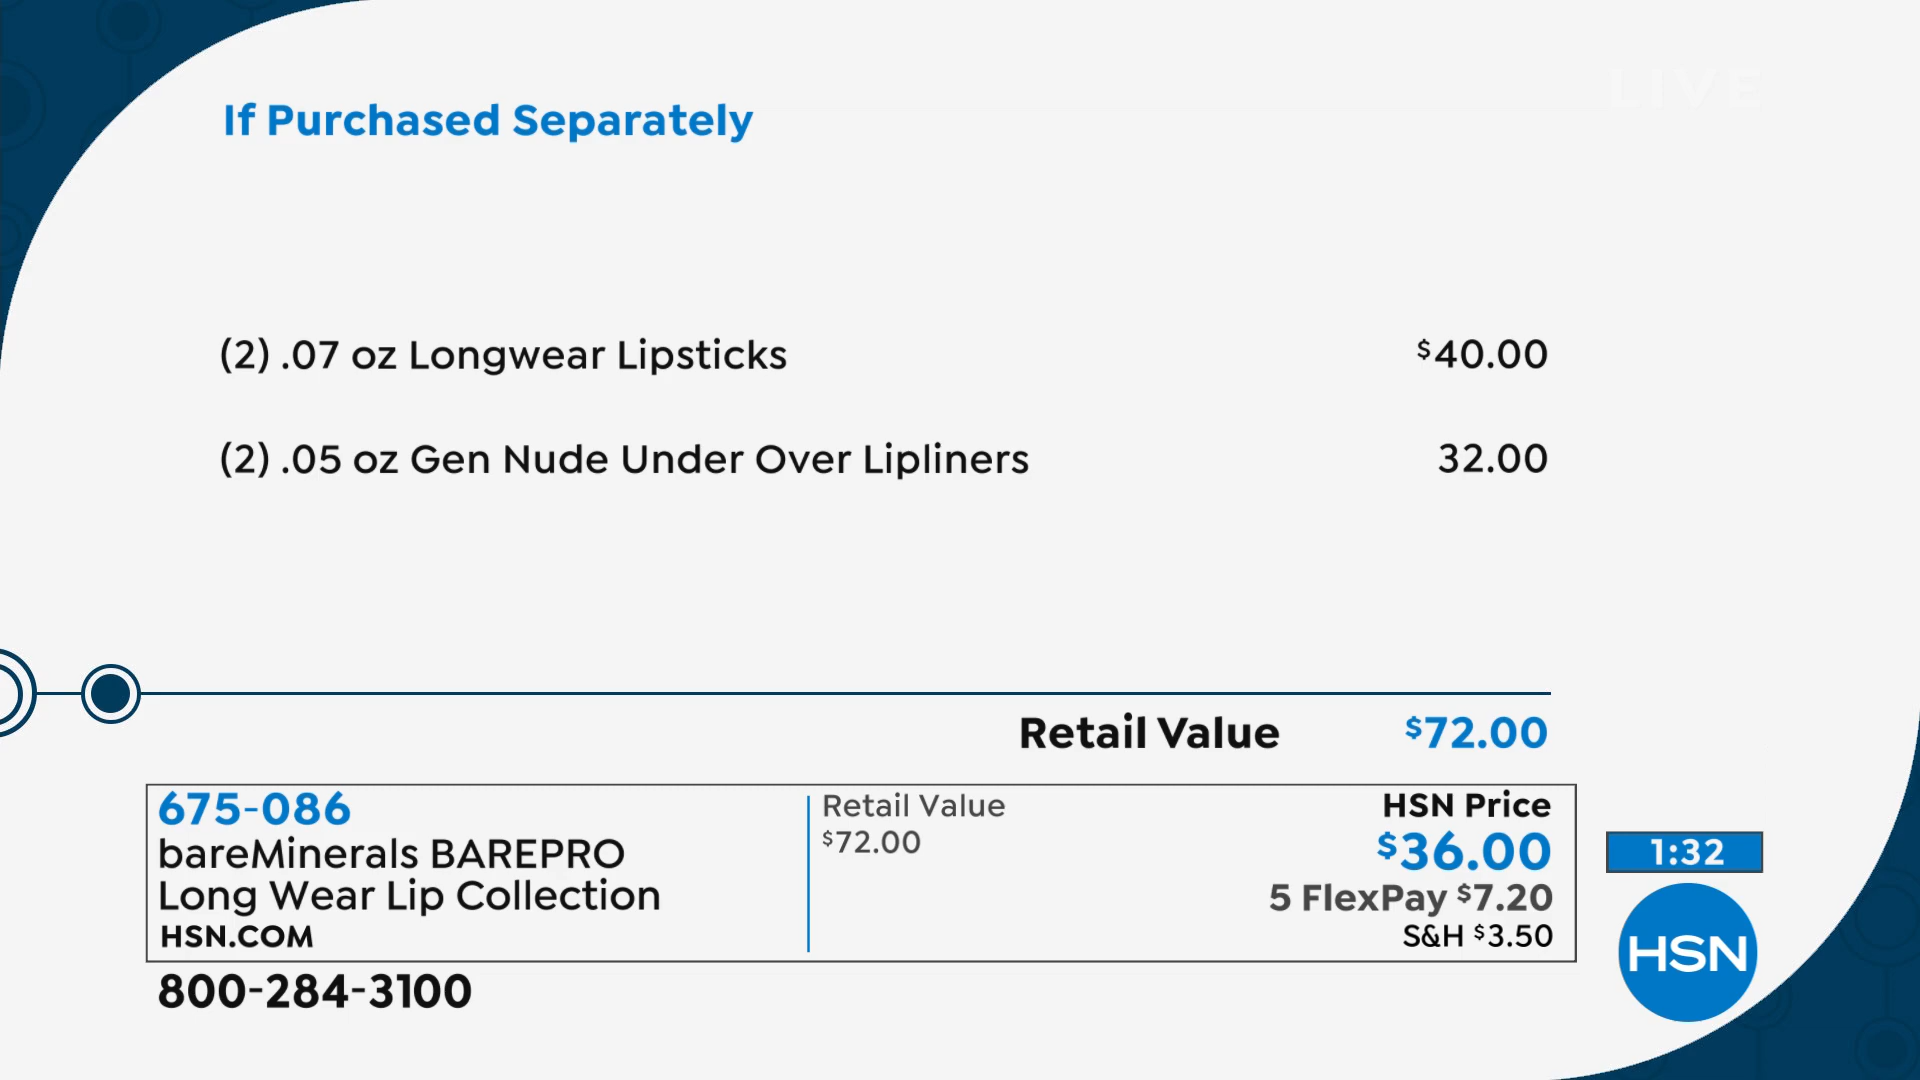 LIVE
If Purchased Separately
(2) .07 oz Longwear Lipsticks $40.00
(2) .05 oz Gen Nude Under Over Lipliners 32.00
Retail Value $72.00
675-086
bareMinerals BAREPRO
Long Wear Lip Collection
HSN.COM
Retail Value
$72.00
HSN Price
$36.00
5 FlexPay $7.20
S&H $3.50
1:32
HSN
800-284-3100